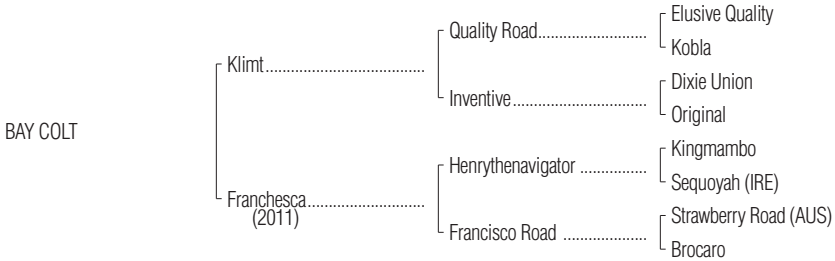 Elusive Quality
Quality Road
Kobla
Klimt
Dixie Union
Inventive
Original
BAY COLT
Kingmambo
Henrythenavigator
Sequoyah (IRE)
Franchesca
(2011)
Strawberry Road (AUS)
Francisco Road
Brocaro